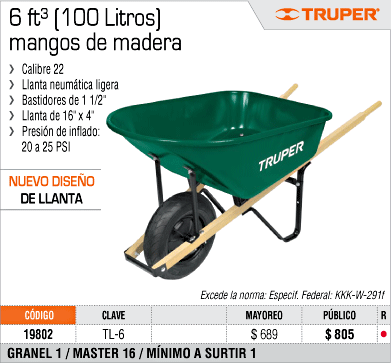 6 ft³ (100 Litros)
mangos de madera
TRUPER®
› Calibre 22
› Llanta neumática ligera
› Bastidores de 1 1/2"
› Llanta de 16" x 4"
› Presión de inflado:
20 a 25 PSI
NUEVO DISEÑO
DE LLANTA
TRUPER
Excede la norma: Especif. Federal: KKK-W-291f
CÓDIGO CLAVE MAYOREO PÚBLICO R
19802 TL-6 $ 689 $ 805 ●
GRANEL 1 / MASTER 16 / MÍNIMO A SURTIR 1